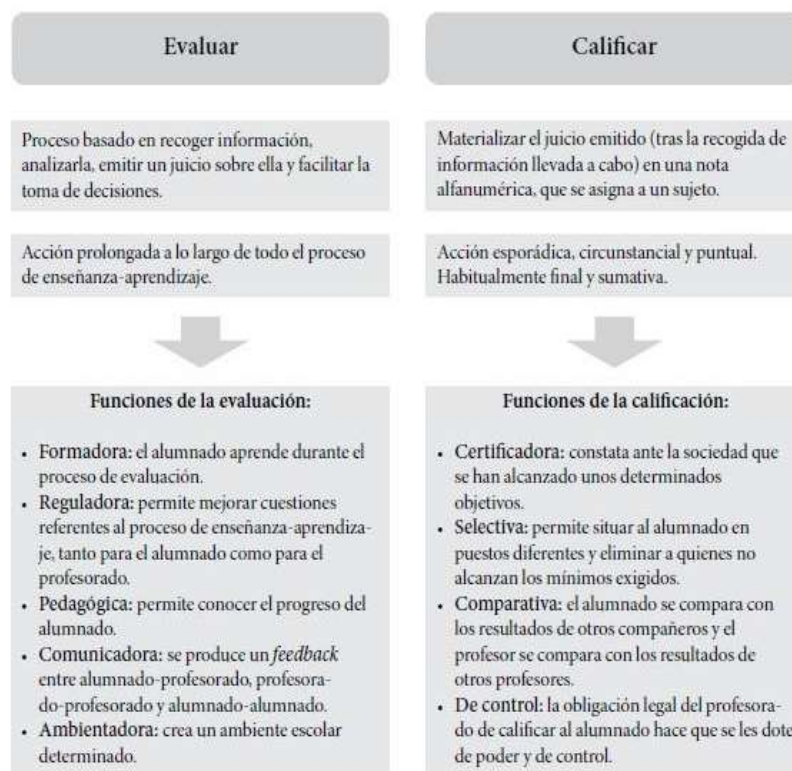 Evaluar
Proceso basado en recoger información,
analizarla, emitir un juicio sobre ella y facilitar la
toma de decisiones.
Acción prolongada a lo largo de todo el proceso
de enseñanza-aprendizaje.
Funciones de la evaluación:
• Formadora: el alumnado aprende durante el
proceso de evaluación.
• Reguladora: permite mejorar cuestiones
referentes al proceso de enseñanza-aprendiza-
je, tanto para el alumnado como para el
profesorado.
• Pedagógica: permite conocer el progreso del
alumnado.
• Comunicadora: se produce un feedback
entre alumnado-profesorado, profesora-
do-profesorado y alumnado-alumnado.
• Ambientadora: crea un ambiente escolar
determinado.
Calificar
Materializar el juicio emitido (tras la recogida de
información llevada a cabo) en una nota
alfanumérica, que se asigna a un sujeto.
Acción esporádica, circunstancial y puntual.
Habitualmente final y sumativa.
Funciones de la calificación:
• Certificadora: constata ante la sociedad que
se han alcanzado unos determinados
objetivos.
• Selectiva: permite situar al alumnado en
puestos diferentes y eliminar a quienes no
alcanzan los mínimos exigidos.
• Comparativa: el alumnado se compara con
los resultados de otros compañeros y el
profesor se compara con los resultados de
otros profesores.
• De control: la obligación legal del profesora-
do de calificar al alumnado hace que se les dote
de poder y de control.